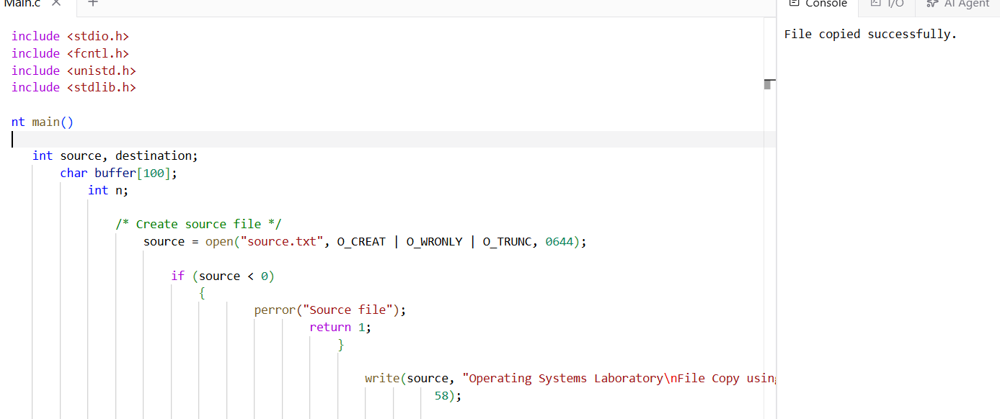 Main.c × +
Console I/O AI Agent
include <stdio.h>
include <fcntl.h>
include <unistd.h>
include <stdlib.h>
nt main()
int source, destination;
char buffer[100];
int n;
/* Create source file */
source = open("source.txt", O_CREAT | O_WRONLY | O_TRUNC, 0644);
if (source < 0)
{
perror("Source file");
return 1;
}
write(source, "Operating Systems Laboratory\nFile Copy using
58);
File copied successfully.